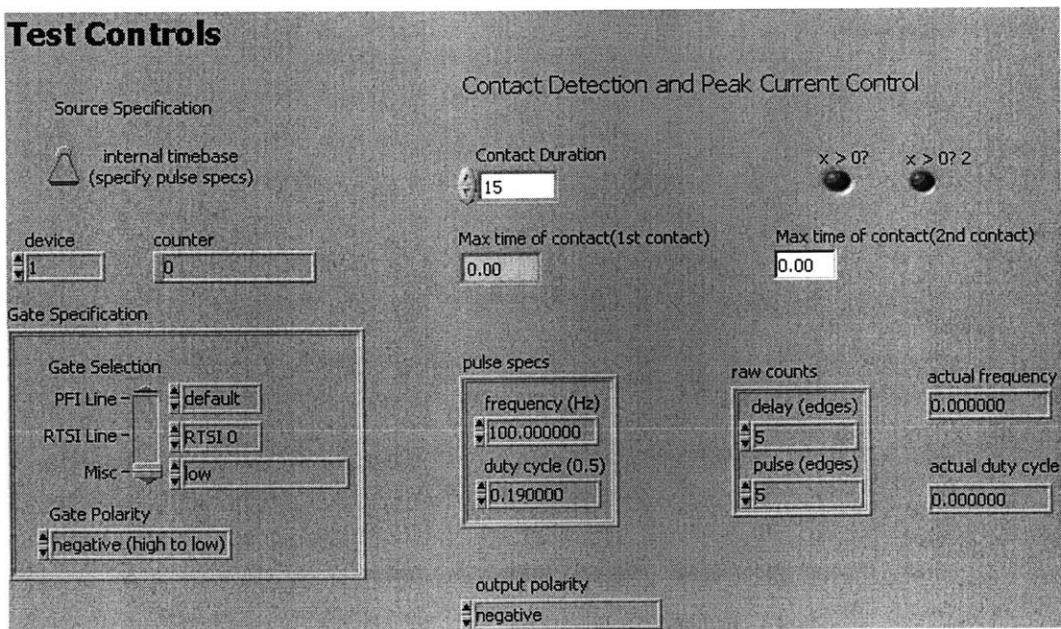 Test Controls
Contact Detection and Peak Current Control
Source Specification
internal timebase
(specify pulse specs)
Contact Duration
15
x > 0?
x > 0? 2
device
1
counter
0
Max time of contact(1st contact)
0.00
Max time of contact(2nd contact)
0.00
Gate Specification
Gate Selection
PFI Line
default
RTSI Line
RTSI 0
Misc
low
Gate Polarity
negative (high to low)
pulse specs
frequency (Hz)
100.000000
duty cycle (0.5)
0.190000
raw counts
delay (edges)
5
pulse (edges)
5
actual frequency
0.000000
actual duty cycle
0.000000
output polarity
negative